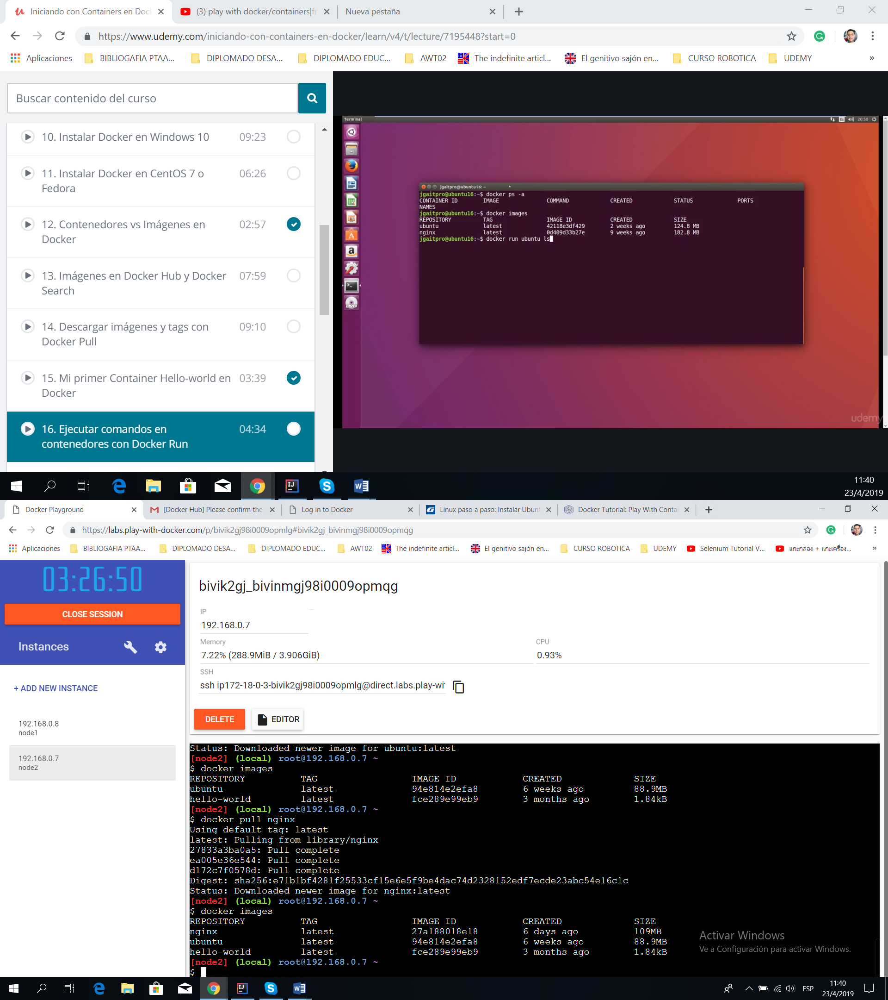 Iniciando con Containers en Doc
(3) play with docker/containers|fr
Nueva pestaña
https://www.udemy.com/iniciando-con-containers-en-docker/learn/v4/t/lecture/7195448?start=0
Aplicaciones BIBLIOGAFIA PTAA... DIPLOMADO DESA... DIPLOMADO EDUC... AWT02 The indefinite articl... El genitivo sajón en... CURSO ROBOTICA UDEMY »
Buscar contenido del curso
10. Instalar Docker en Windows 10 09:23
11. Instalar Docker en CentOS 7 o 06:26
Fedora
12. Contenedores vs Imágenes en 02:57
Docker
13. Imágenes en Docker Hub y Docker 07:59
Search
14. Descargar imágenes y tags con 09:10
Docker Pull
15. Mi primer Container Hello-world en 03:39
Docker
16. Ejecutar comandos en 04:34
contenedores con Docker Run
Terminal Es 20:50
jgaitpro@ubuntu16: ~
jgaitpro@ubuntu16:~$ docker ps -a
CONTAINER ID IMAGE COMMAND CREATED STATUS PORTS
NAMES
jgaitpro@ubuntu16:~$ docker images
REPOSITORY TAG IMAGE ID CREATED SIZE
ubuntu latest 42118e3df429 2 weeks ago 124.8 MB
nginx latest 0d409d33b27e 9 weeks ago 182.8 MB
jgaitpro@ubuntu16:~$ docker run ubuntu ls
udemy
11:40
23/4/2019
Docker Playground
[Docker Hub] Please confirm the
Log in to Docker
Linux paso a paso: Instalar Ubunt
Docker Tutorial: Play With Contai
https://labs.play-with-docker.com/p/bivik2gj98i0009opmlg#bivik2gj_bivinmgj98i0009opmqg
Aplicaciones BIBLIOGAFIA PTAA... DIPLOMADO DESA... DIPLOMADO EDUC... AWT02 The indefinite articl... El genitivo sajón en... CURSO ROBOTICA UDEMY Selenium Tutorial V... แกะกล่อง + แกะเครื่อง... »
03:26:50
CLOSE SESSION
Instances
+ ADD NEW INSTANCE
192.168.0.8
node1
192.168.0.7
node2
bivik2gj_bivinmgj98i0009opmqg
IP
192.168.0.7
Memory CPU
7.22% (288.9MiB / 3.906GiB) 0.93%
SSH
ssh ip172-18-0-3-bivik2gj98i0009opmlg@direct.labs.play-wi
DELETE EDITOR
Status: Downloaded newer image for ubuntu:latest
[node2] (local) root@192.168.0.7 ~
$ docker images
REPOSITORY TAG IMAGE ID CREATED SIZE
ubuntu latest 94e814e2efa8 6 weeks ago 88.9MB
hello-world latest fce289e99eb9 3 months ago 1.84kB
[node2] (local) root@192.168.0.7 ~
$ docker pull nginx
Using default tag: latest
latest: Pulling from library/nginx
27833a3ba0a5: Pull complete
ea005e36e544: Pull complete
d172c7f0578d: Pull complete
Digest: sha256:e71b1bf4281f25533cf15e6e5f9be4dac74d2328152edf7ecde23abc54e16c1c
Status: Downloaded newer image for nginx:latest
[node2] (local) root@192.168.0.7 ~
$ docker images
REPOSITORY TAG IMAGE ID CREATED SIZE
nginx latest 27a188018e18 6 days ago 109MB
ubuntu latest 94e814e2efa8 6 weeks ago 88.9MB
hello-world latest fce289e99eb9 3 months ago 1.84kB
[node2] (local) root@192.168.0.7 ~
$
Activar Windows
Ve a Configuración para activar Windows.
ESP
11:40
23/4/2019